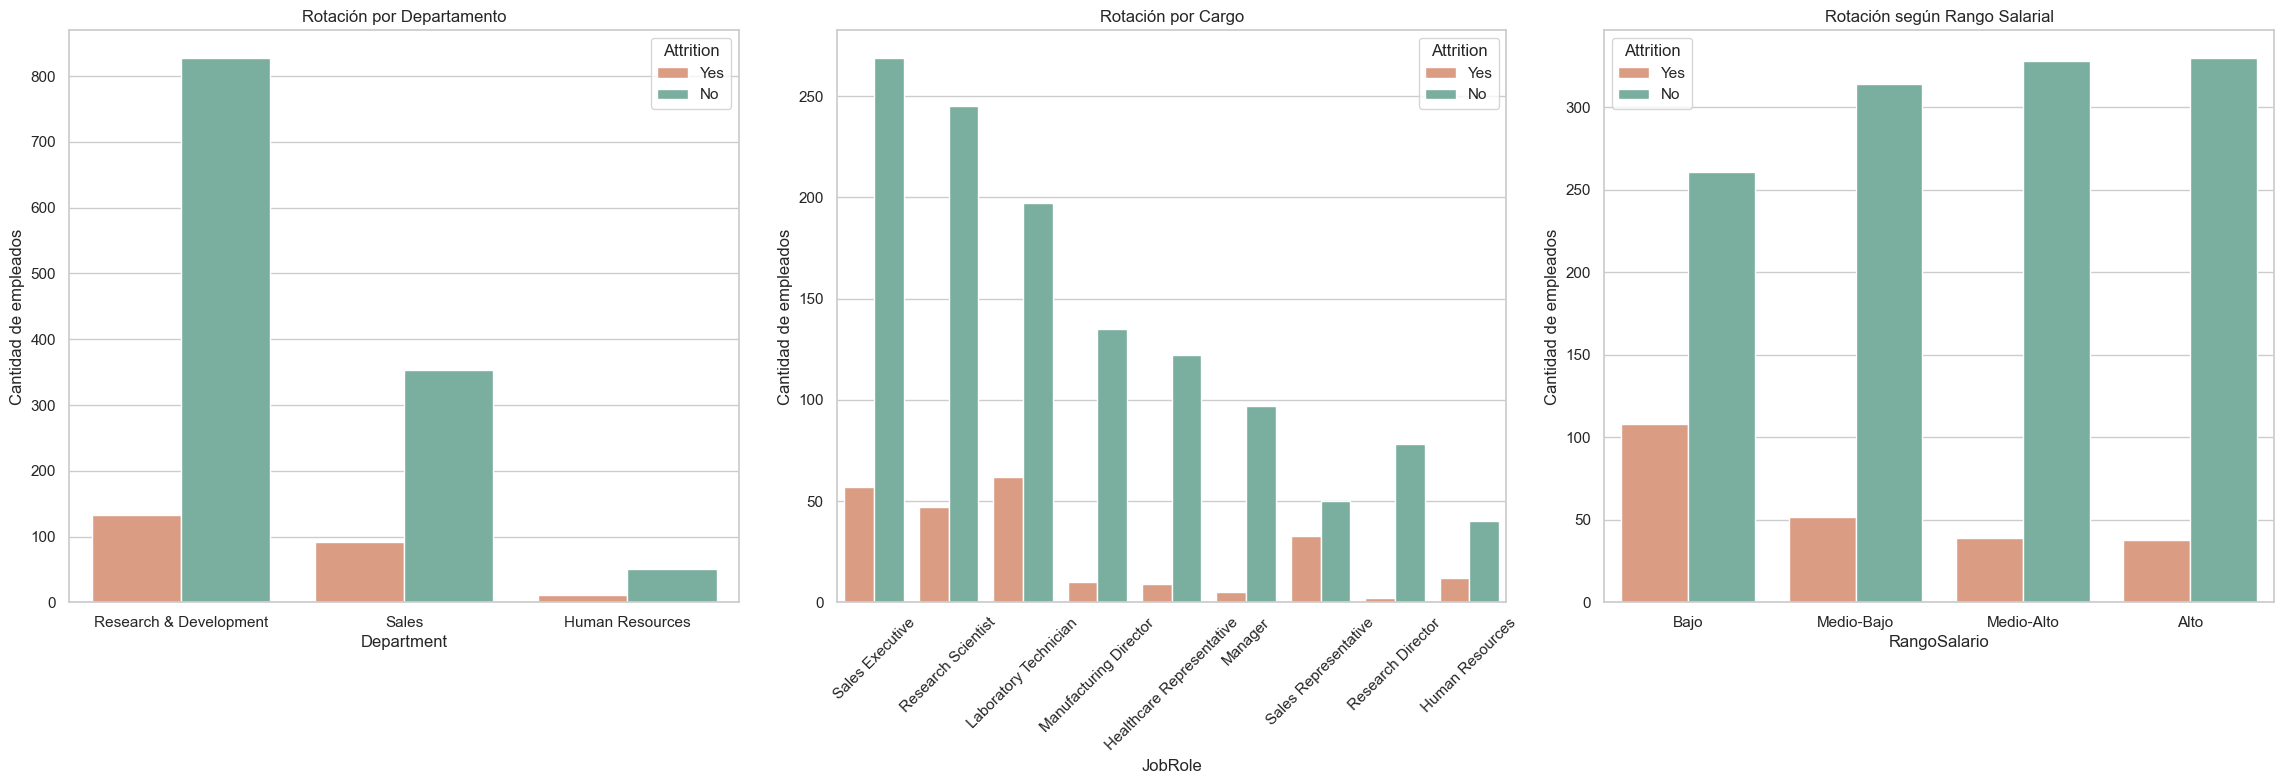 Rotación por Departamento
Cantidad de empleados
800
700
600
500
400
300
200
100
0
Attrition
Yes
No
Research & Development
Sales
Human Resources
Department
Rotación por Cargo
Cantidad de empleados
250
200
150
100
50
0
Attrition
Yes
No
Sales Executive
Research Scientist
Laboratory Technician
Manufacturing Director
Healthcare Representative
Manager
Sales Representative
Research Director
Human Resources
JobRole
Rotación según Rango Salarial
Cantidad de empleados
300
250
200
150
100
50
0
Attrition
Yes
No
Bajo
Medio-Bajo
Medio-Alto
Alto
RangoSalario